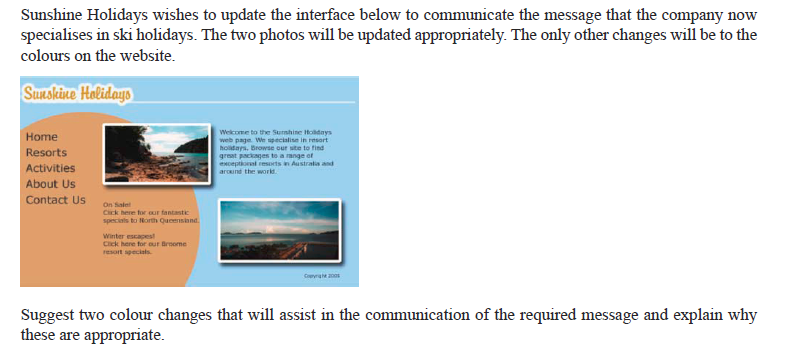 Sunshine Holidays wishes to update the interface below to communicate the message that the company now
specialises in ski holidays. The two photos will be updated appropriately. The only other changes will be to the
colours on the website.
Sunshine Holidays
Home
Resorts
Activities
About Us
Contact Us
Welcome to the Sunshine Holidays
web page. We specialise in resort
holidays. Browse our site to find
great packages to a range of
exceptional resorts in Australia and
around the world.
On Sale!
Click here for our fantastic
specials to North Queensland.
Winter escapes!
Click here for our Broome
resort specials.
Copyright 2005
Suggest two colour changes that will assist in the communication of the required message and explain why
these are appropriate.